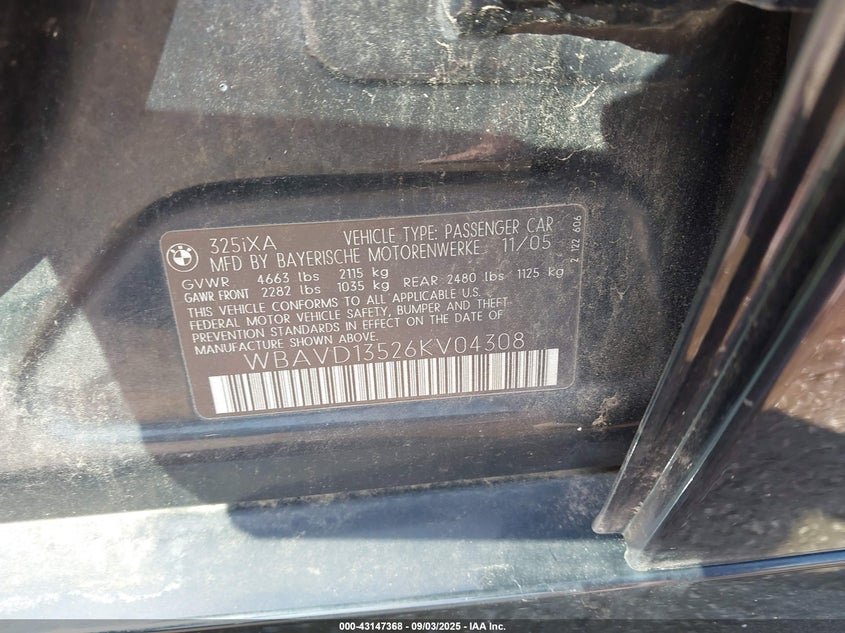 325iXA VEHICLE TYPE: PASSENGER CAR
MFD BY BAYERISCHE MOTORENWERKE 11/05
GVWR 4663 lbs 2115 kg
GAWR FRONT 2282 lbs 1035 kg REAR 2480 lbs 1125 kg
THIS VEHICLE CONFORMS TO ALL APPLICABLE U.S.
FEDERAL MOTOR VEHICLE SAFETY, BUMPER AND THEFT
PREVENTION STANDARDS IN EFFECT ON THE DATE OF
MANUFACTURE SHOWN ABOVE.
WBAVD13526KV04308
2 122 606
000-43147368 - 09/03/2025 - IAA Inc.